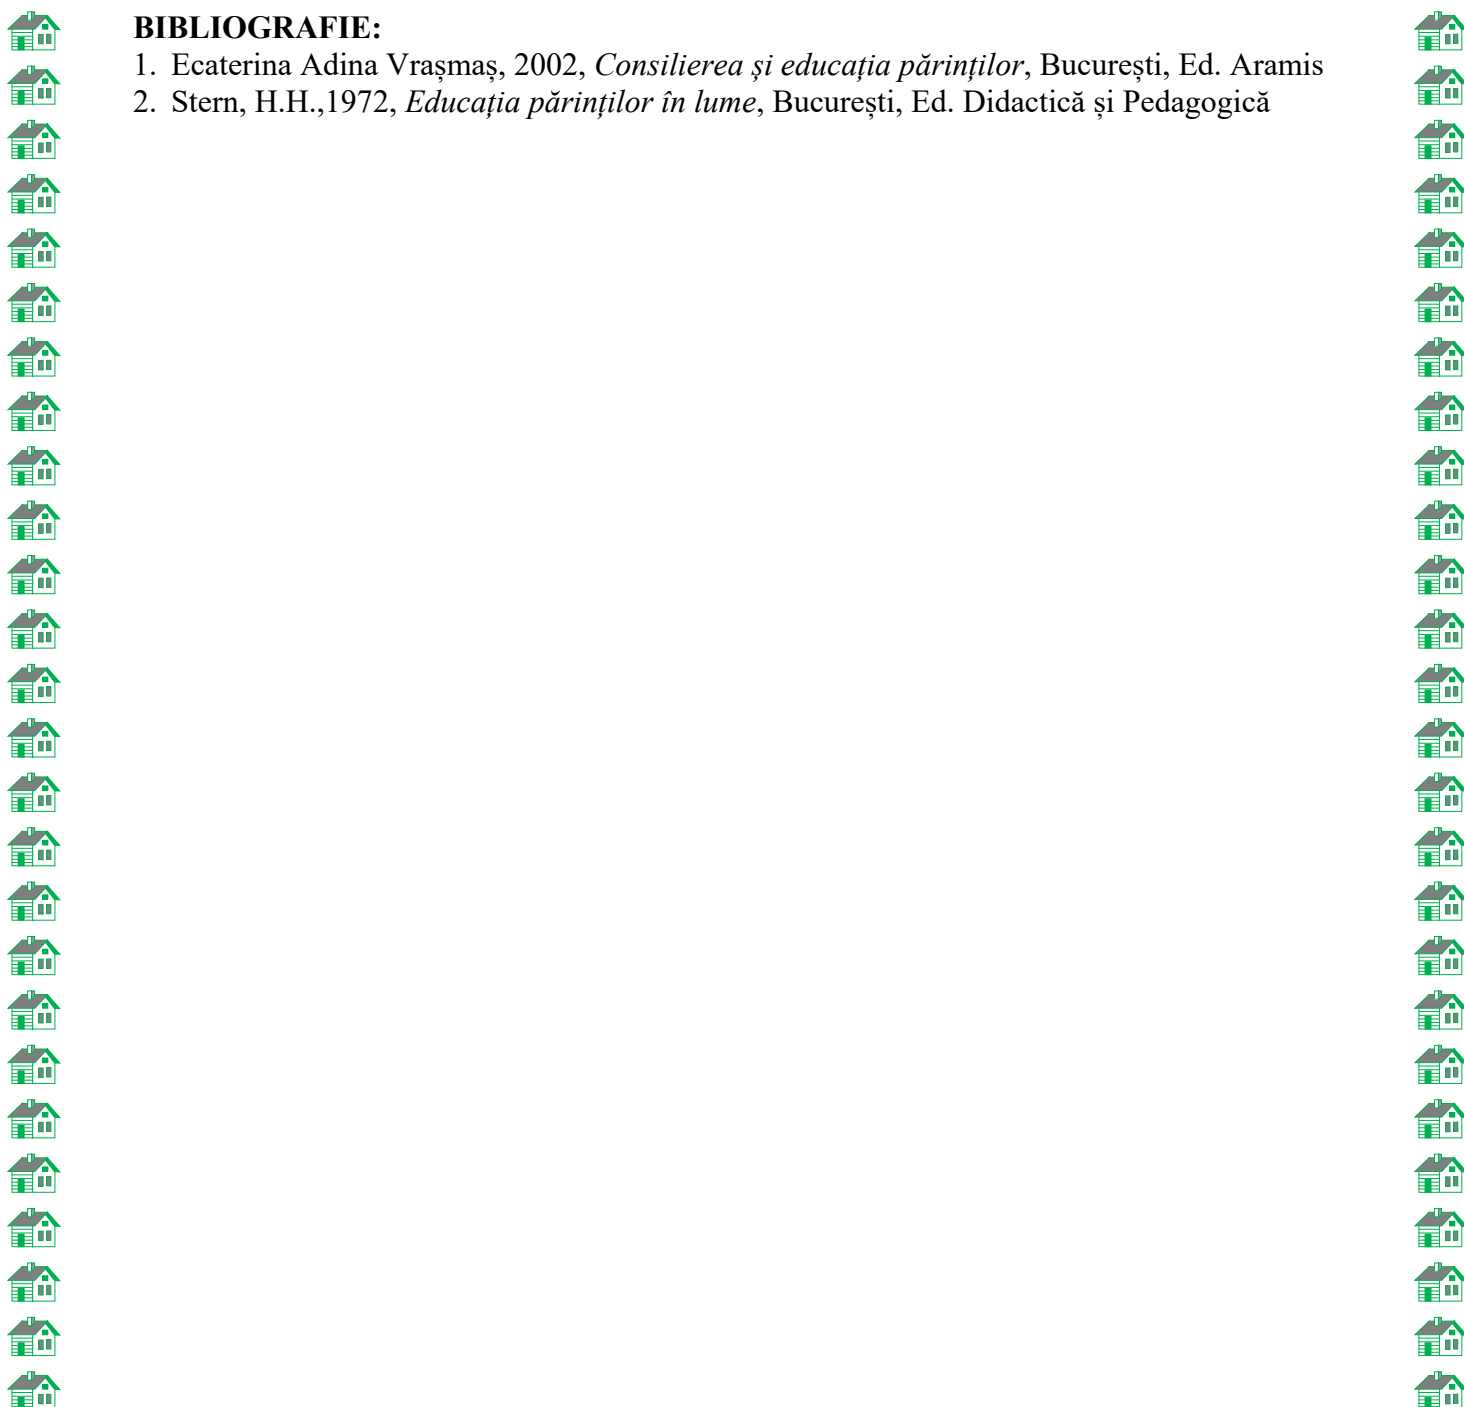 BIBLIOGRAFIE:
1. Ecaterina Adina Vrașmaș, 2002, Consilierea și educația părinților, București, Ed. Aramis
2. Stern, H.H.,1972, Educația părinților în lume, București, Ed. Didactică și Pedagogică